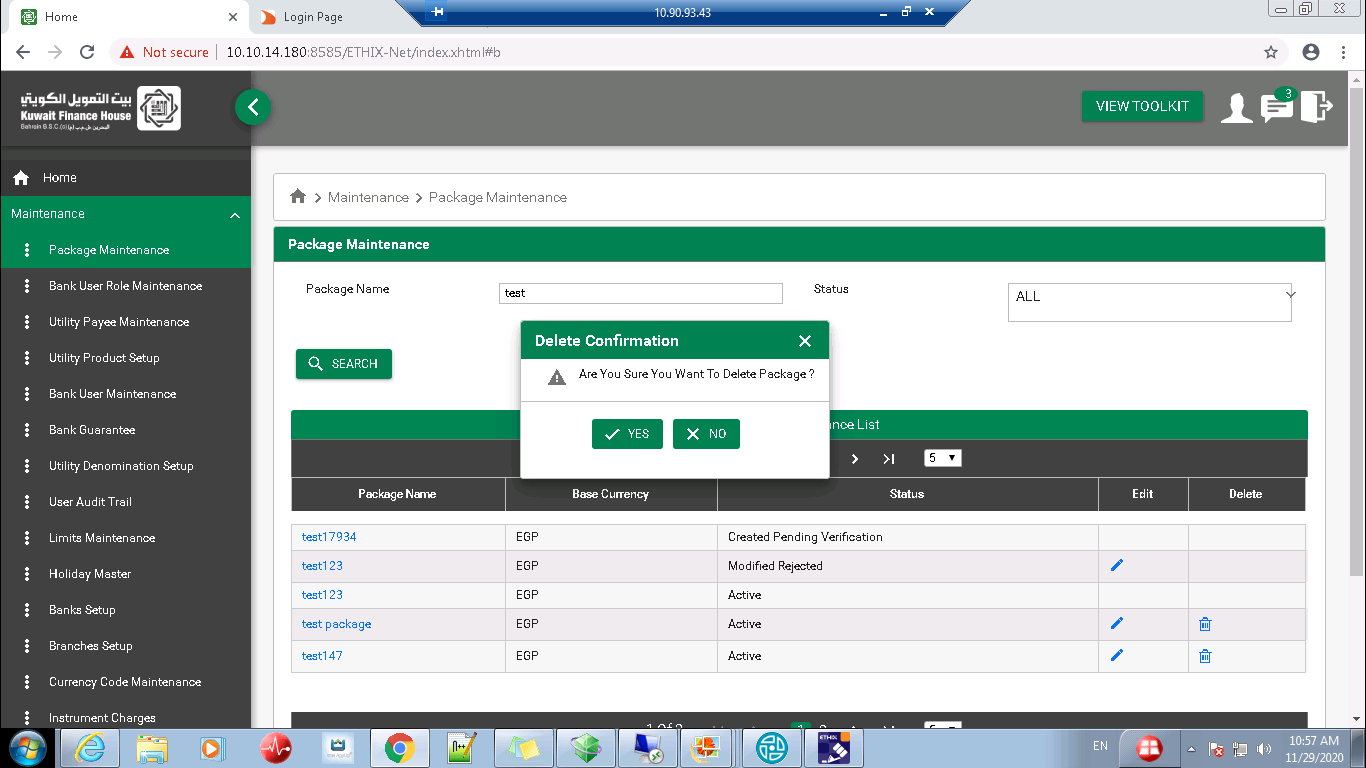 Home
Login Page
10.90.93.43
Not secure
10.10.14.180:8585/ETHIX-Net/index.xhtml#b
بيت التمويل الكويتي
Kuwait Finance House
VIEW TOOLKIT
3
Home
Maintenance
Package Maintenance
Bank User Role Maintenance
Utility Payee Maintenance
Utility Product Setup
Bank User Maintenance
Bank Guarantee
Utility Denomination Setup
User Audit Trail
Limits Maintenance
Holiday Master
Banks Setup
Branches Setup
Currency Code Maintenance
Instrument Charges
Maintenance
Package Maintenance
Package Maintenance
Package Name
test
Status
ALL
SEARCH
Delete Confirmation
Are You Sure You Want To Delete Package ?
YES
NO
nce List
5
Package Name Base Currency Status Edit Delete
test17934 EGP Created Pending Verification
test123 EGP Modified Rejected
test123 EGP Active
test package EGP Active
test147 EGP Active
EN
10:57 AM
11/29/2020